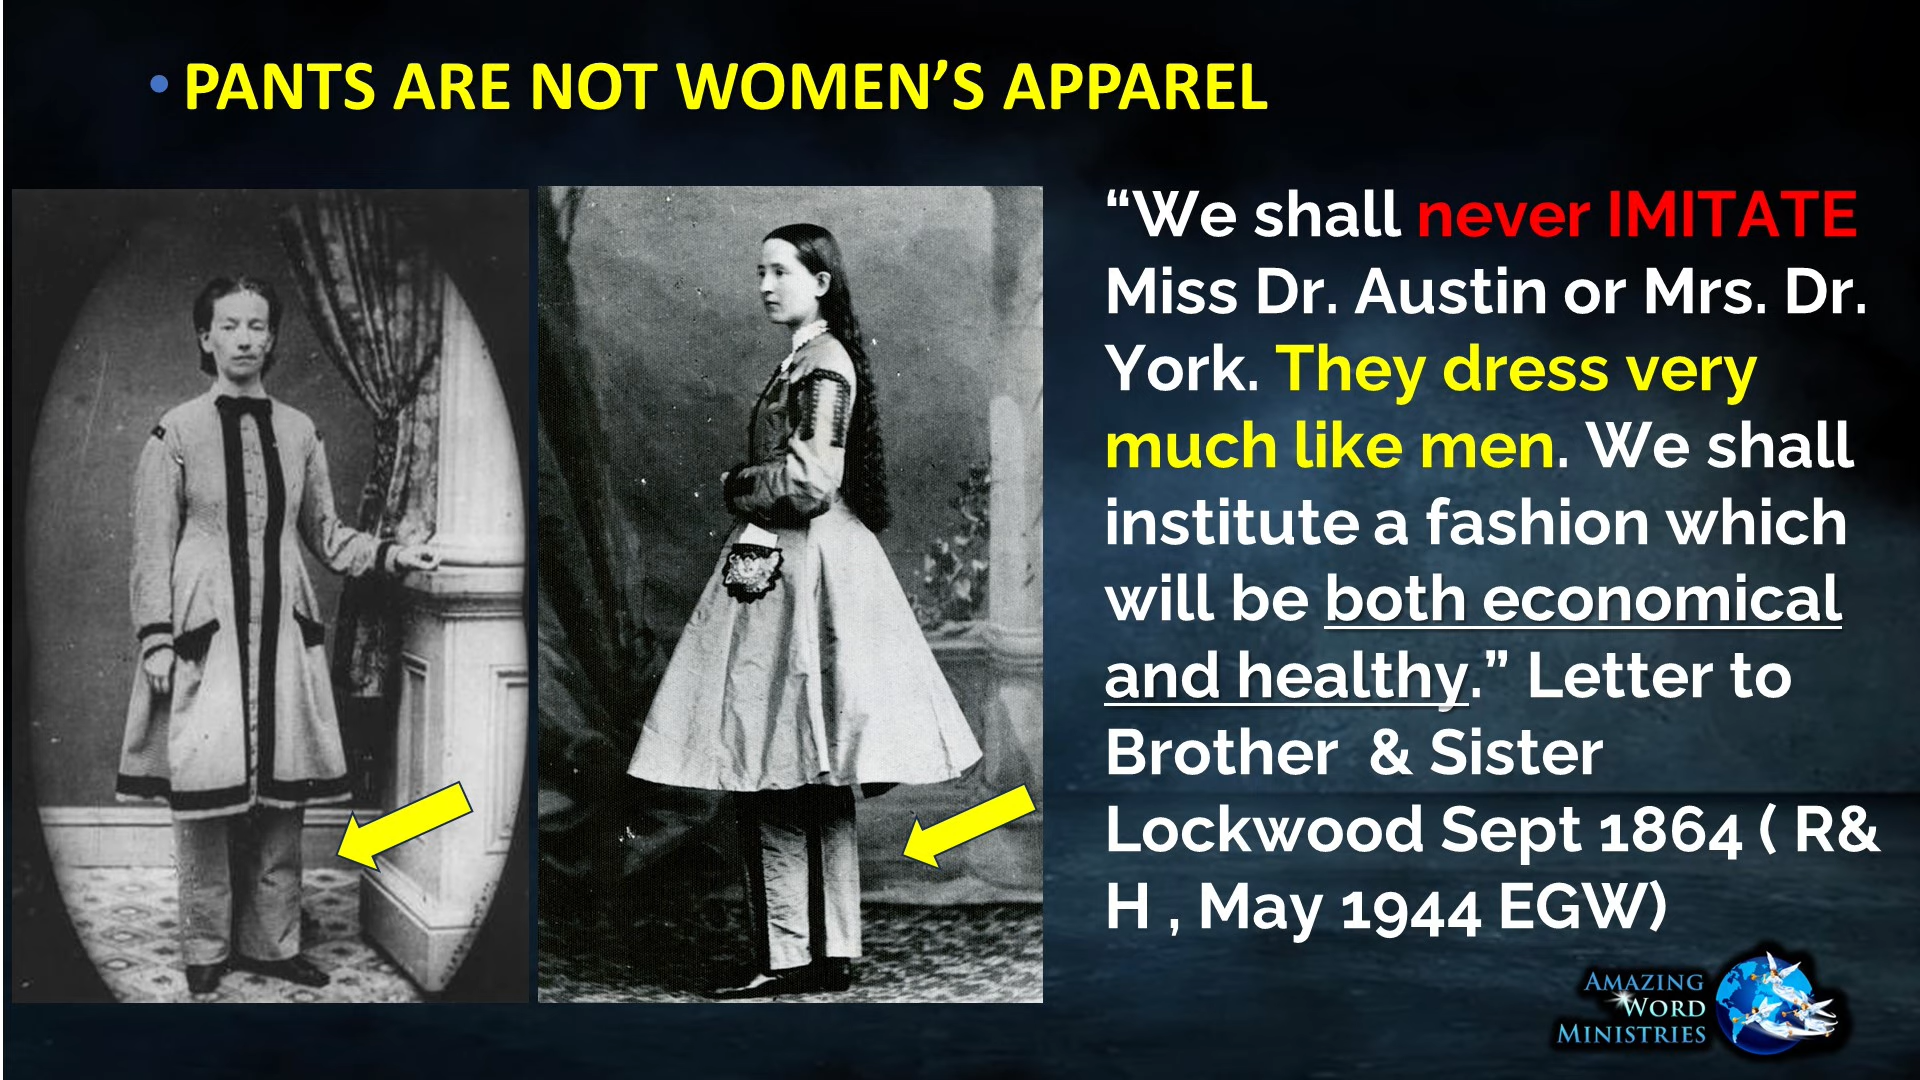 • PANTS ARE NOT WOMEN’S APPAREL
“We shall never IMITATE
Miss Dr. Austin or Mrs. Dr.
York. They dress very
much like men. We shall
institute a fashion which
will be both economical
and healthy.” Letter to
Brother & Sister
Lockwood Sept 1864 ( R&
H , May 1944 EGW)
AMAZING
WORD
MINISTRIES